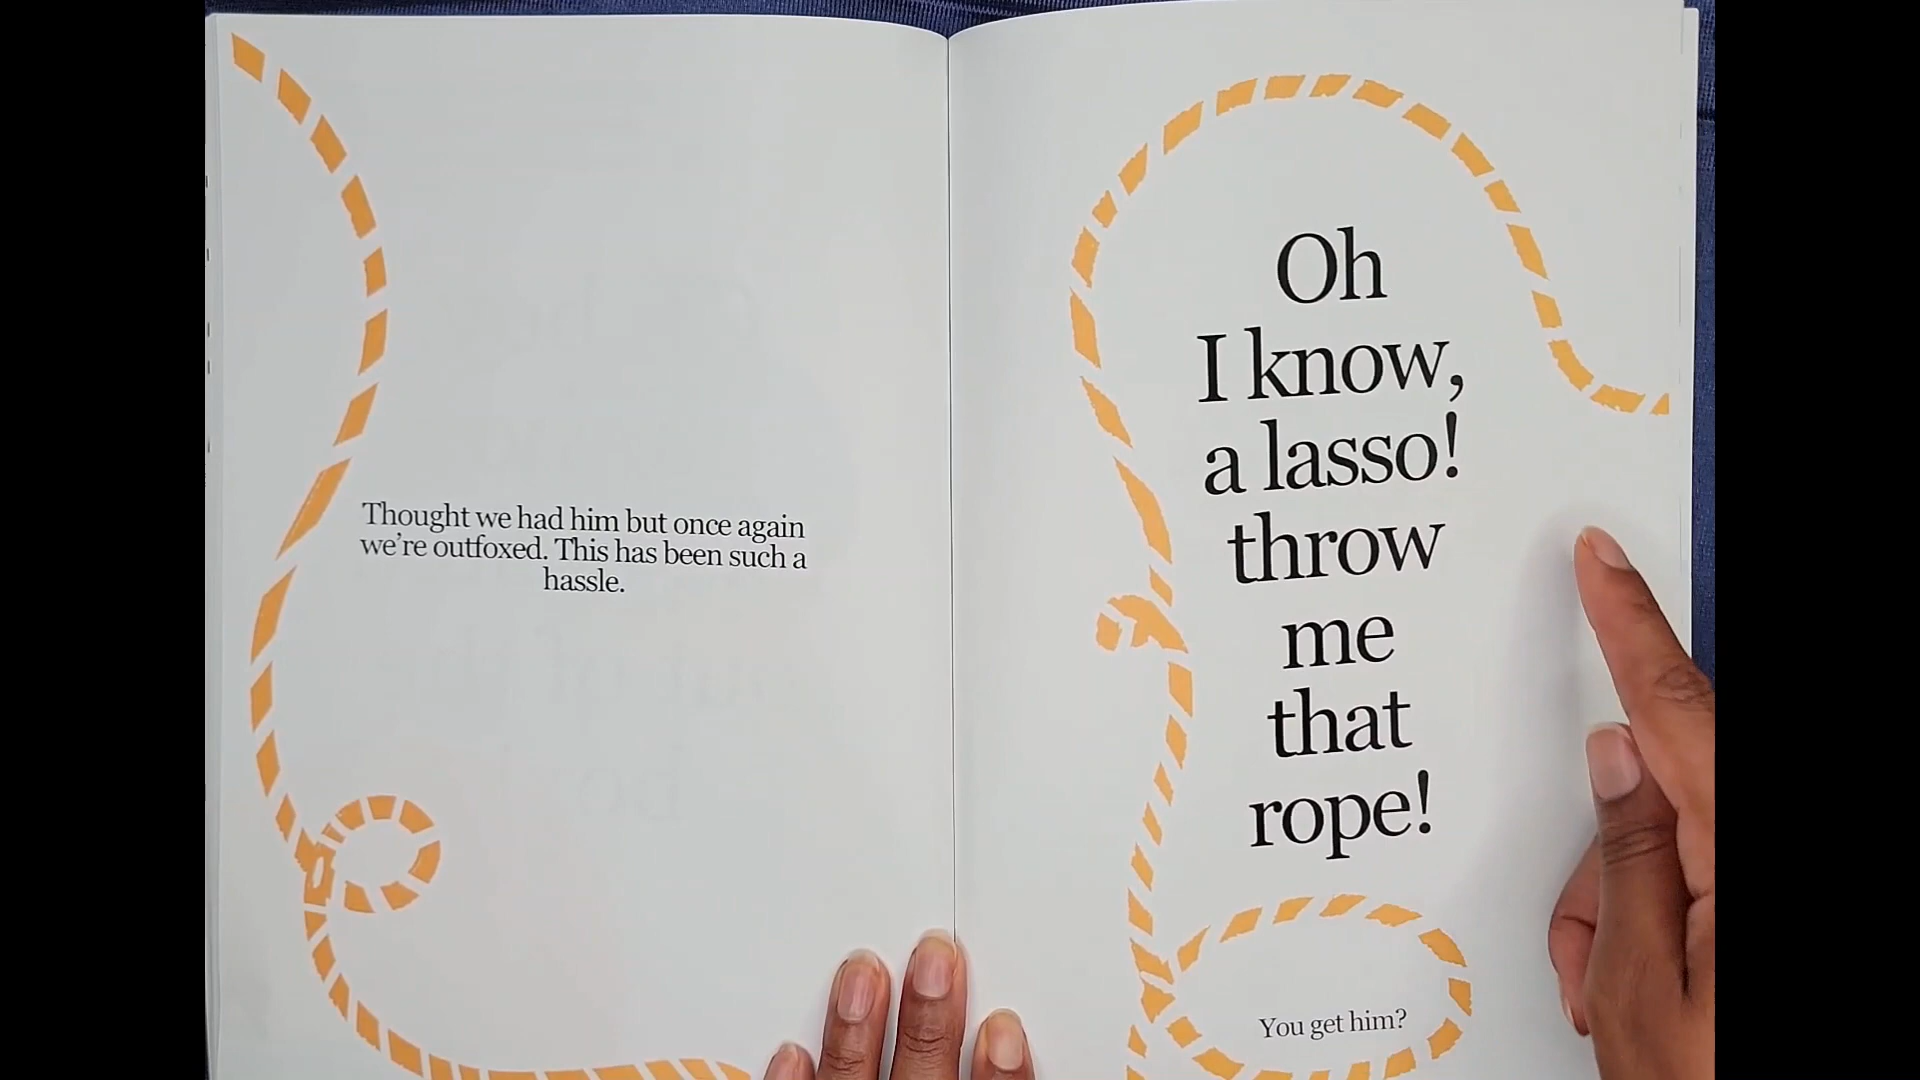 Thought we had him but once again
we're outfoxed. This has been such a
hassle.
Oh
I know,
a lasso!
throw
me
that
rope!
You get him?